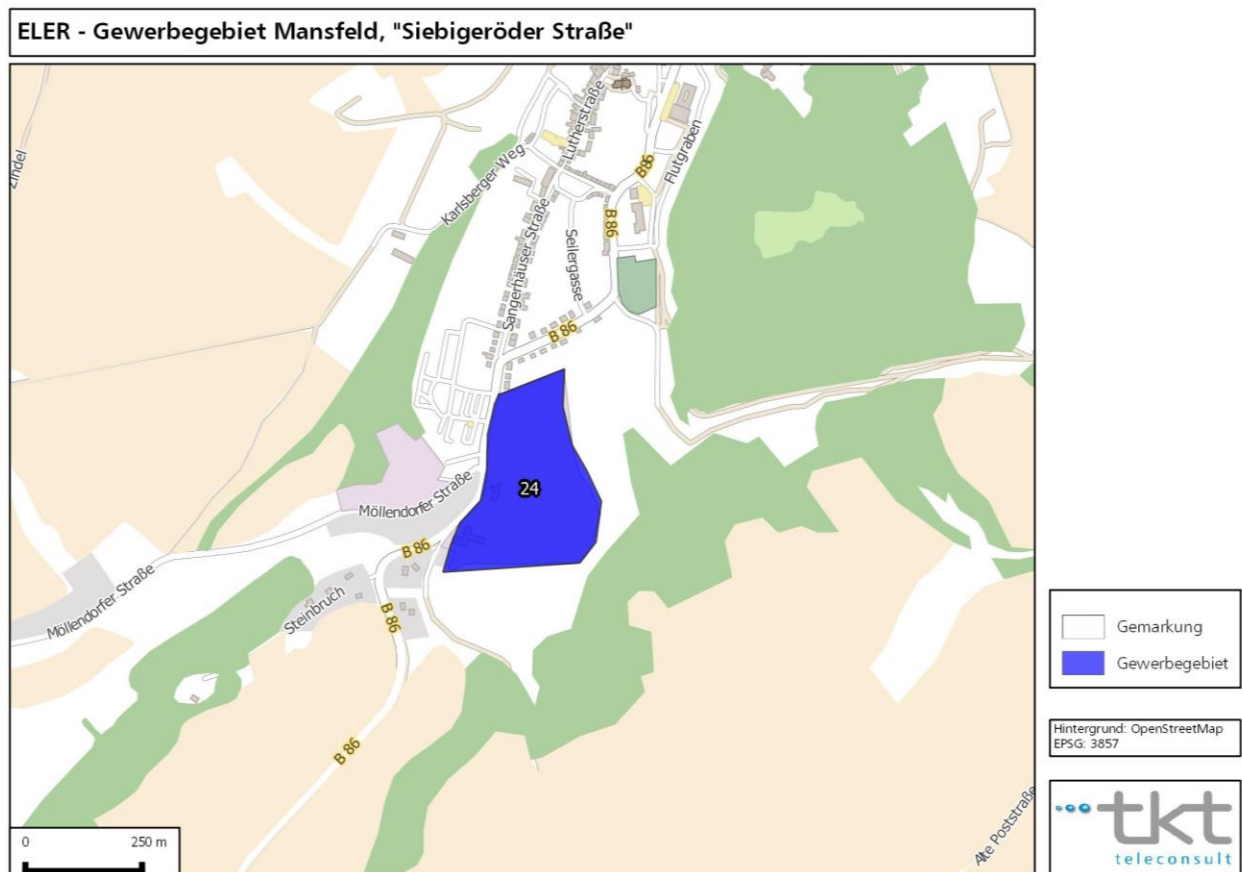 ELER - Gewerbegebiet Mansfeld, "Siebigeröder Straße"
Zindel
Lutherstraße
Karlsberger Weg
B86
Flutgraben
B 86
Sangerhäuser Straße
Seilergasse
B 86
24
Möllendorfer Straße
B 86
Möllendorfer Straße
Steinbruch
B 86
B 86
Alte Poststraße
0 250 m
Gemarkung
Gewerbegebiet
Hintergrund: OpenStreetMap
EPSG: 3857
tkt
teleconsult